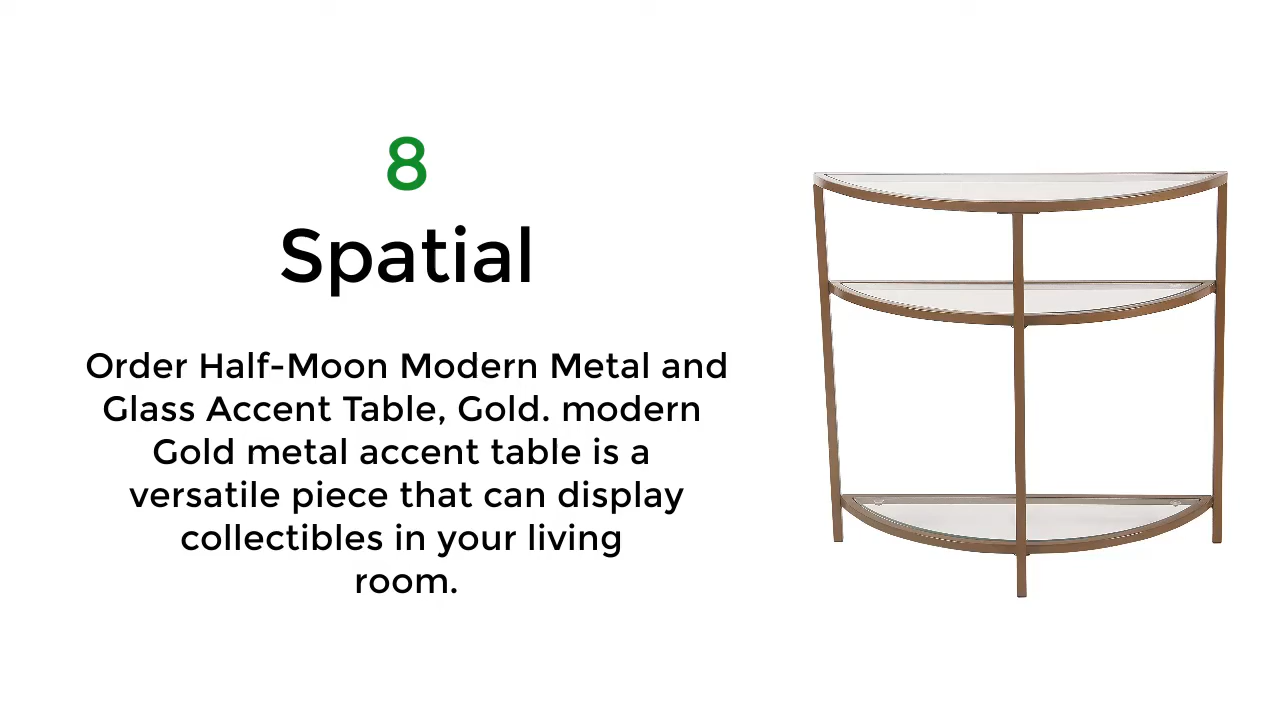 8
Spatial
Order Half-Moon Modern Metal and
Glass Accent Table, Gold. modern
Gold metal accent table is a
versatile piece that can display
collectibles in your living
room.